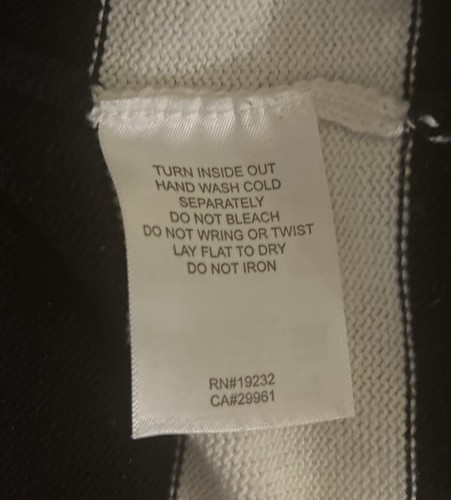 TURN INSIDE OUT
HAND WASH COLD
SEPARATELY
DO NOT BLEACH
DO NOT WRING OR TWIST
LAY FLAT TO DRY
DO NOT IRON
RN#19232
CA#29961